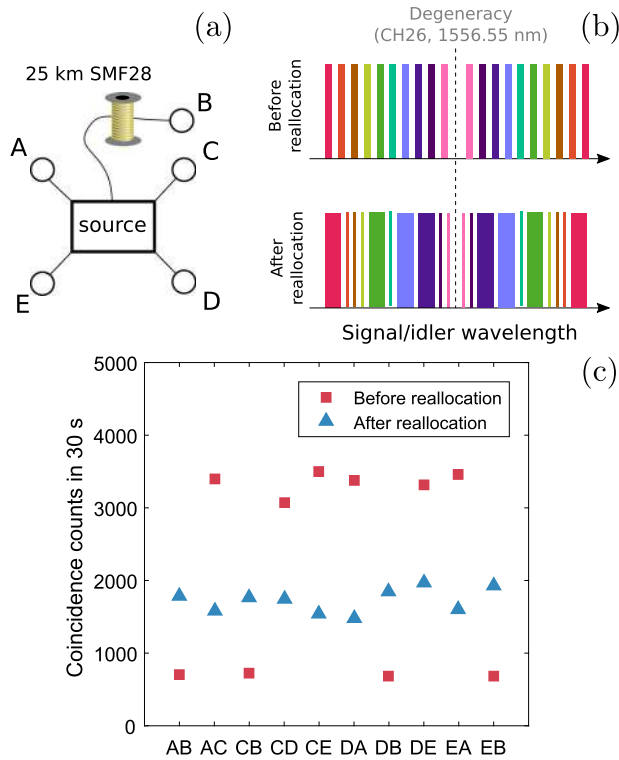 (a)
25 km SMF28
B
A
C
source
E
D
(b)
Degeneracy
(CH26, 1556.55 nm)
Before
reallocation
After
reallocation
Signal/idler wavelength
(c)
Coincidence counts in 30 s
5000
4000
3000
2000
1000
0
Before reallocation
After reallocation
AB AC CB CD CE DA DB DE EA EB